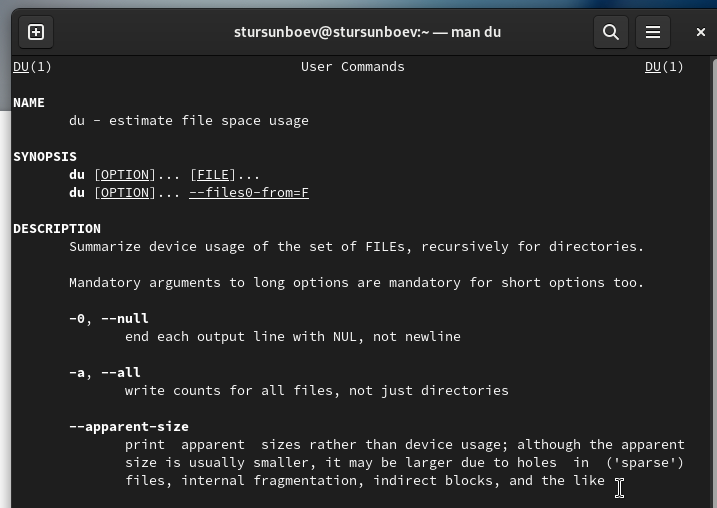 stursunboev@stursunboev:~ — man du
DU(1) User Commands DU(1)
NAME
du - estimate file space usage
SYNOPSIS
du [OPTION]... [FILE]...
du [OPTION]... --files0-from=F
DESCRIPTION
Summarize device usage of the set of FILEs, recursively for directories.
Mandatory arguments to long options are mandatory for short options too.
-0, --null
end each output line with NUL, not newline
-a, --all
write counts for all files, not just directories
--apparent-size
print apparent sizes rather than device usage; although the apparent
size is usually smaller, it may be larger due to holes in ('sparse')
files, internal fragmentation, indirect blocks, and the like